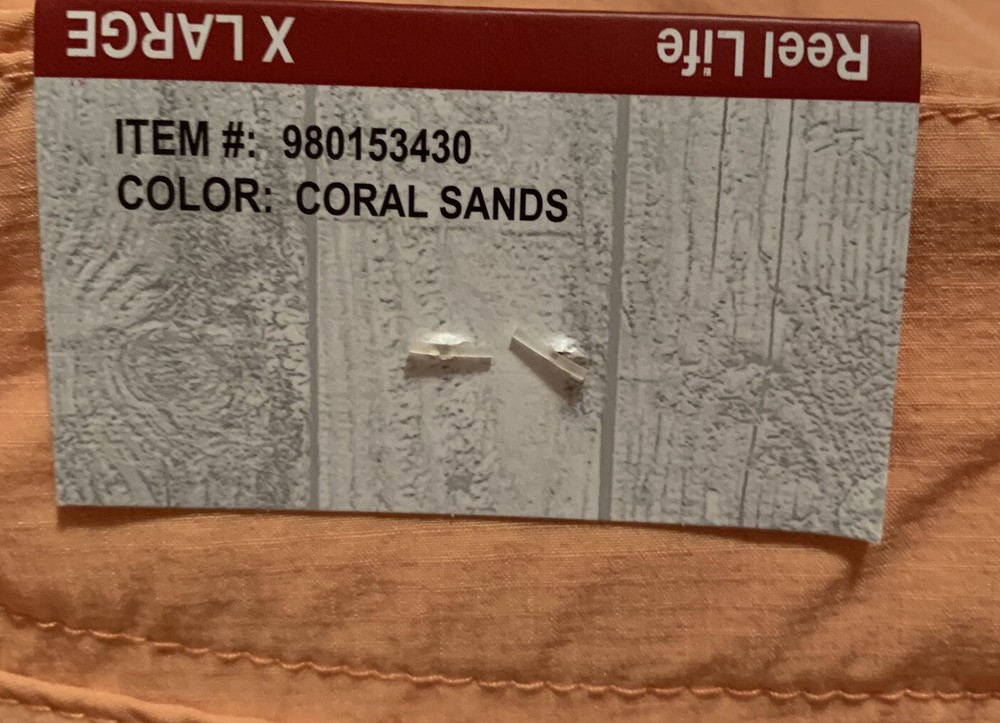 Reel Life
X LARGE
ITEM #: 980153430
COLOR: CORAL SANDS